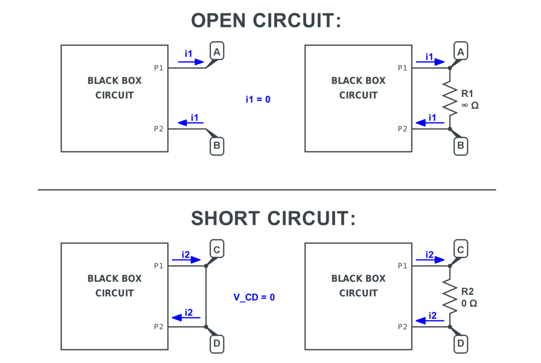 OPEN CIRCUIT:
i1
A
P1
BLACK BOX
CIRCUIT
i1 = 0
i1
P2
B
i1
A
P1
BLACK BOX
CIRCUIT
R1
∞ Ω
i1
P2
B
SHORT CIRCUIT:
i2
C
P1
BLACK BOX
CIRCUIT
V_CD = 0
i2
P2
D
i2
C
P1
BLACK BOX
CIRCUIT
R2
0 Ω
i2
P2
D